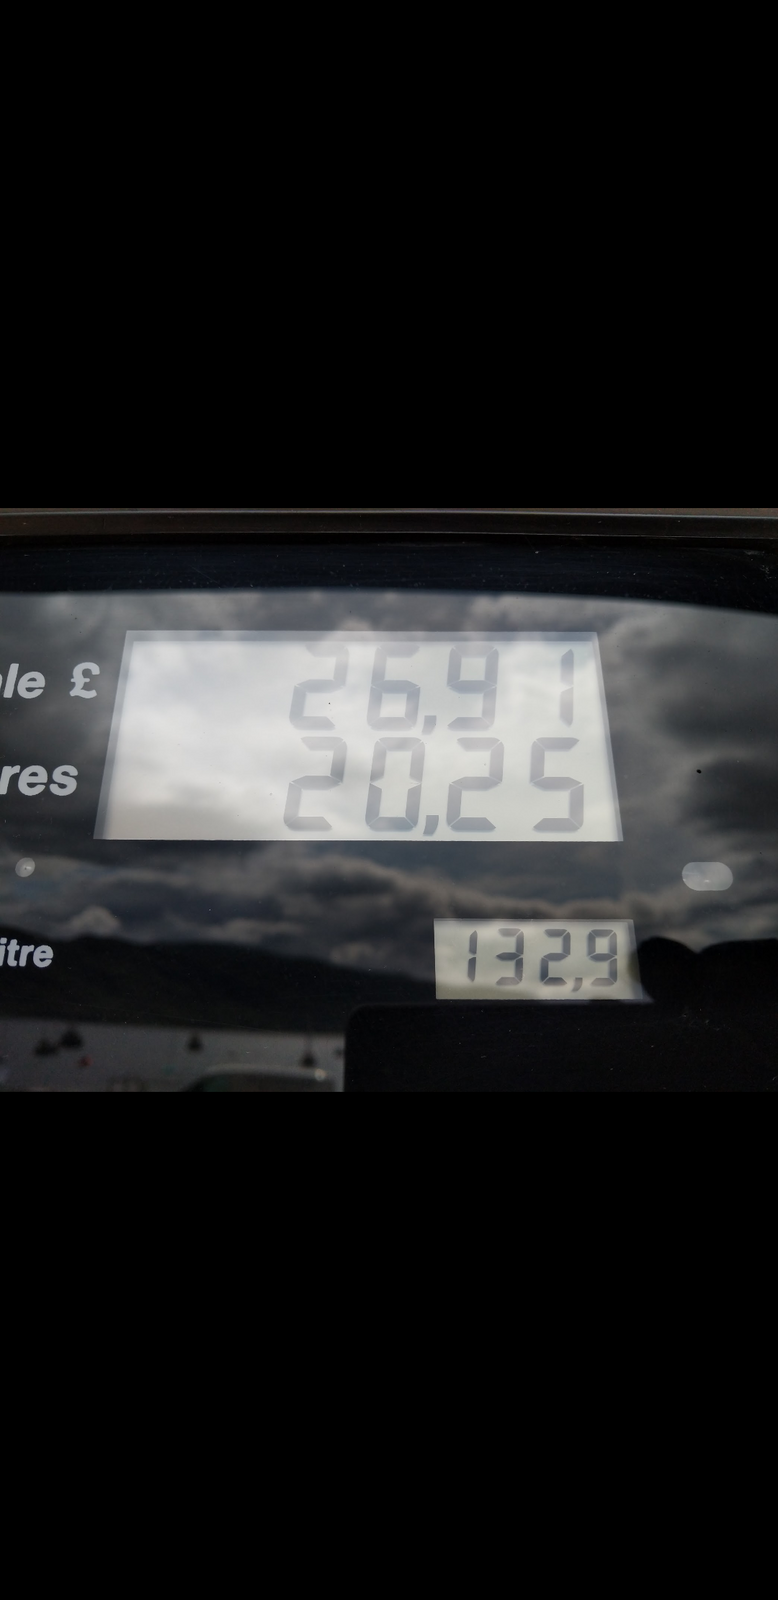 le £ 26,91
res 20,25
itre 132,9